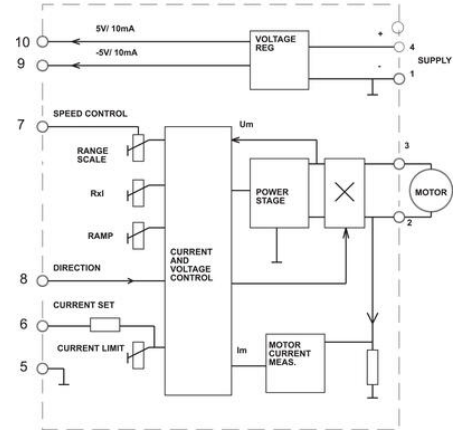 5V/ 10mA
10
-5V/ 10mA
9
VOLTAGE
REG
+
4
-
1
SUPPLY
SPEED CONTROL
7
RANGE
SCALE
RxI
RAMP
Um
POWER
STAGE
3
MOTOR
2
CURRENT
AND
VOLTAGE
CONTROL
DIRECTION
8
CURRENT SET
6
CURRENT LIMIT
5
Im
MOTOR
CURRENT
MEAS.